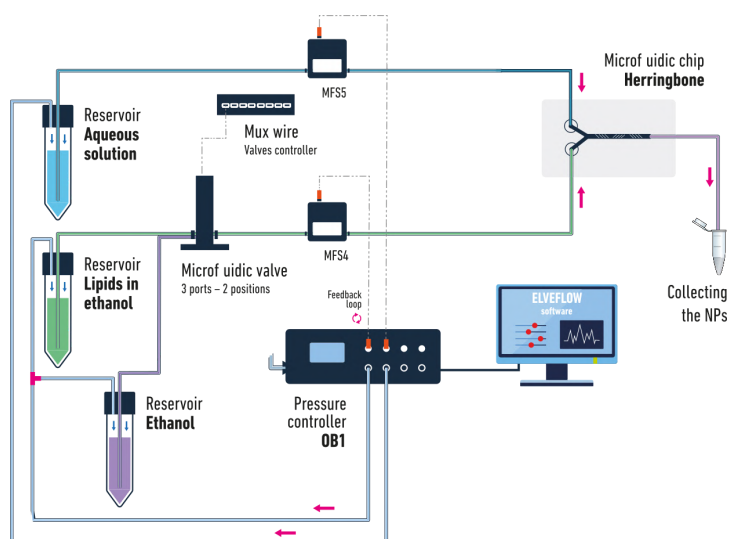 MFS5
Microf uidic chip
Herringbone
Reservoir
Aqueous
solution
Mux wire
Valves controller
MFS4
Microf uidic valve
3 ports – 2 positions
Reservoir
Lipids in
ethanol
Feedback
loop
ELVEFLOW
software
Collecting
the NPs
Reservoir
Ethanol
Pressure
controller
OB1